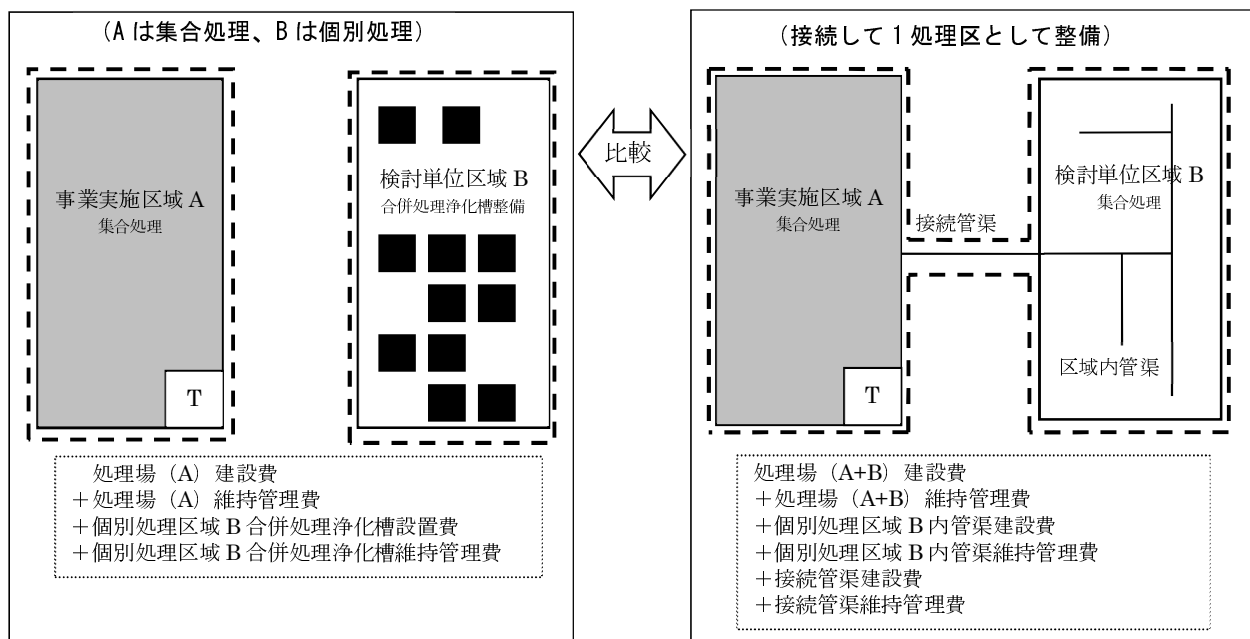 (Aは集合処理、Bは個別処理)
事業実施区域 A
集合処理
T
検討単位区域 B
合併処理浄化槽整備
処理場（A）建設費
＋処理場（A）維持管理費
＋個別処理区域 B 合併処理浄化槽設置費
＋個別処理区域 B 合併処理浄化槽維持管理費
比較
(接続して１処理区として整備)
事業実施区域 A
集合処理
T
接続管渠
検討単位区域 B
集合処理
区域内管渠
処理場（A+B）建設費
＋処理場（A+B）維持管理費
＋個別処理区域 B 内管渠建設費
＋個別処理区域 B 内管渠維持管理費
＋接続管渠建設費
＋接続管渠維持管理費